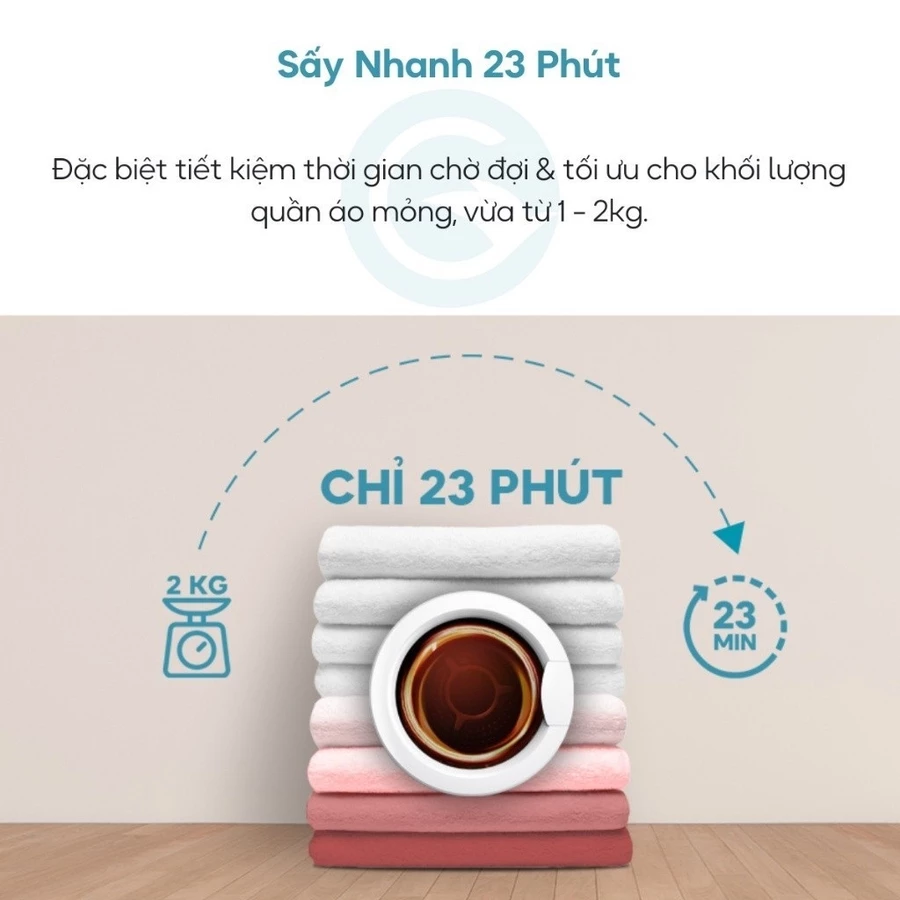 Sấy Nhanh 23 Phút
Đặc biệt tiết kiệm thời gian chờ đợi & tối ưu cho khối lượng
quần áo mỏng, vừa từ 1 - 2kg.
CHỈ 23 PHÚT
2 KG
23
MIN